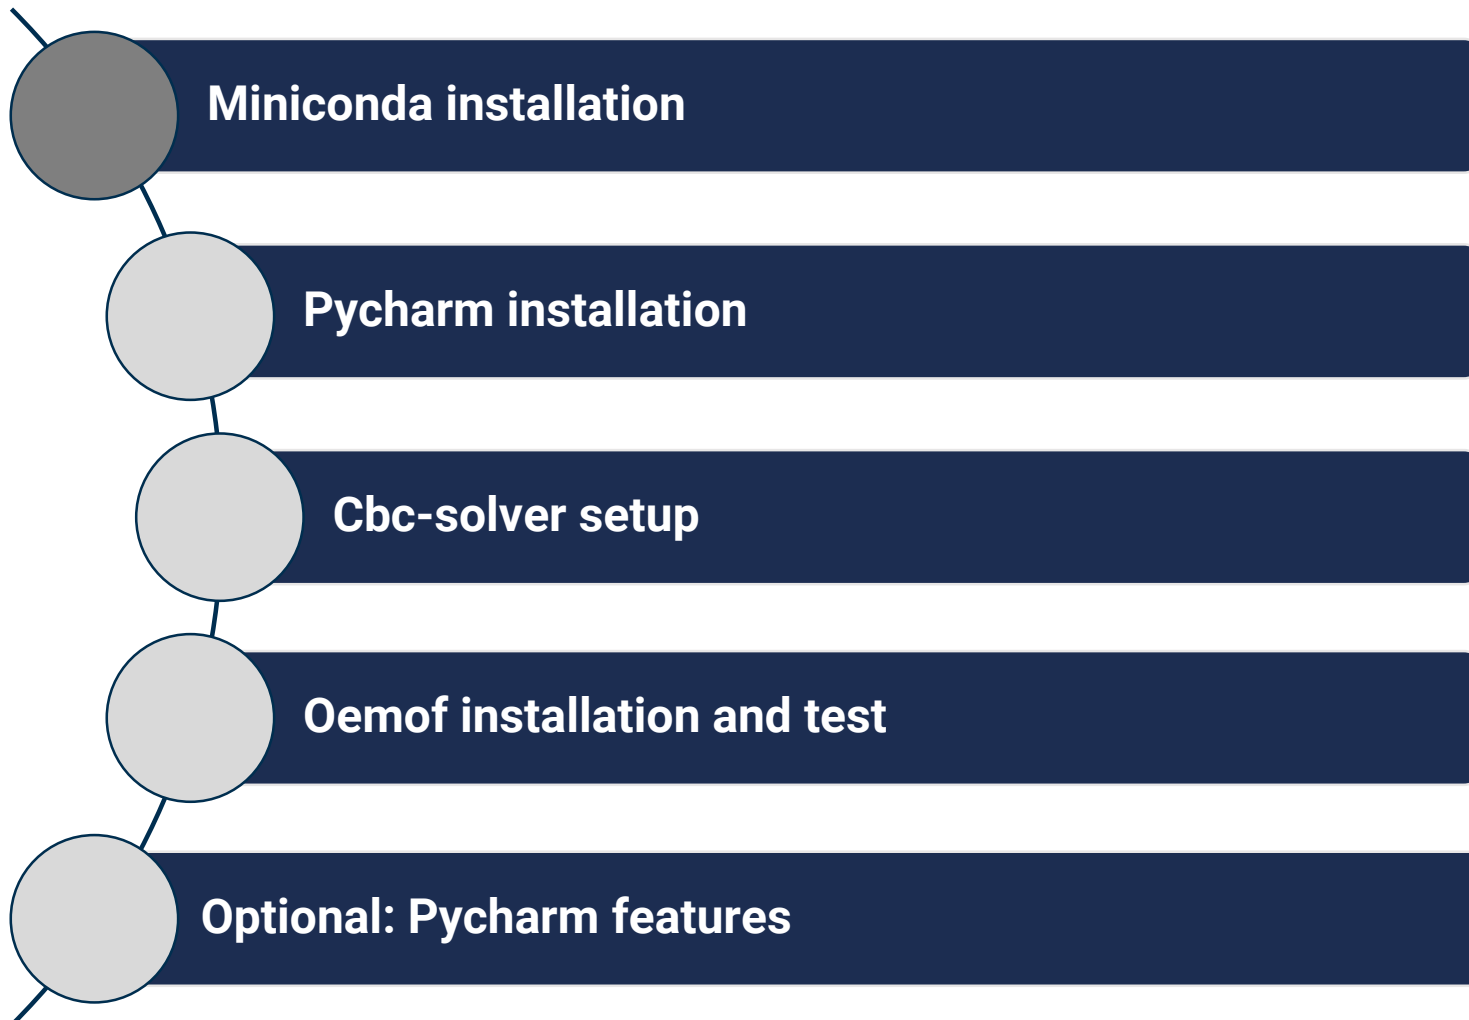 Miniconda installation
Pycharm installation
Cbc-solver setup
Oemof installation and test
Optional: Pycharm features